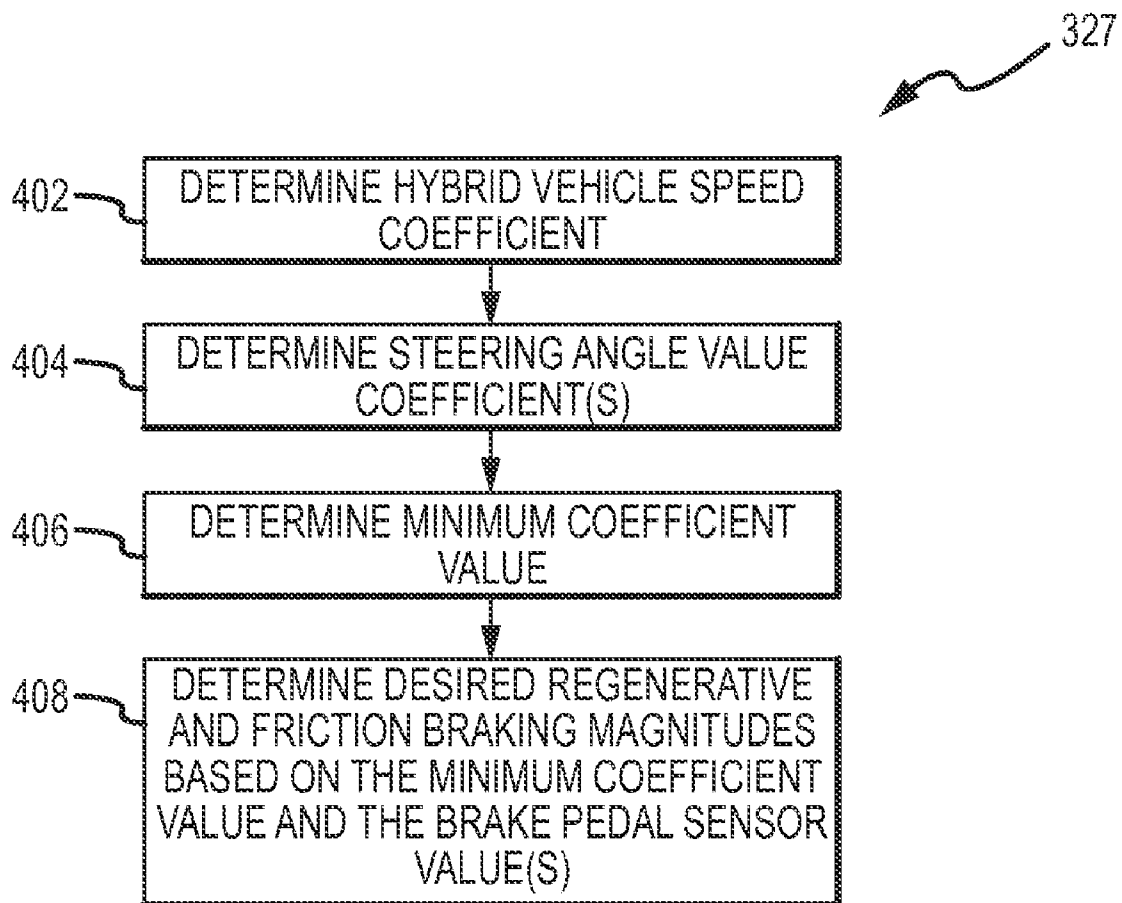 327
402
DETERMINE HYBRID VEHICLE SPEED
COEFFICIENT
404
DETERMINE STEERING ANGLE VALUE
COEFFICIENT(S)
406
DETERMINE MINIMUM COEFFICIENT
VALUE
408
DETERMINE DESIRED REGENERATIVE
AND FRICTION BRAKING MAGNITUDES
BASED ON THE MINIMUM COEFFICIENT
VALUE AND THE BRAKE PEDAL SENSOR
VALUE(S)